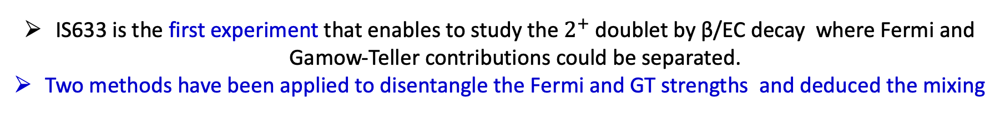 ➢ IS633 is the first experiment that enables to study the 2⁺ doublet by β/EC decay where Fermi and
Gamow-Teller contributions could be separated.
➢ Two methods have been applied to disentangle the Fermi and GT strengths and deduced the mixing